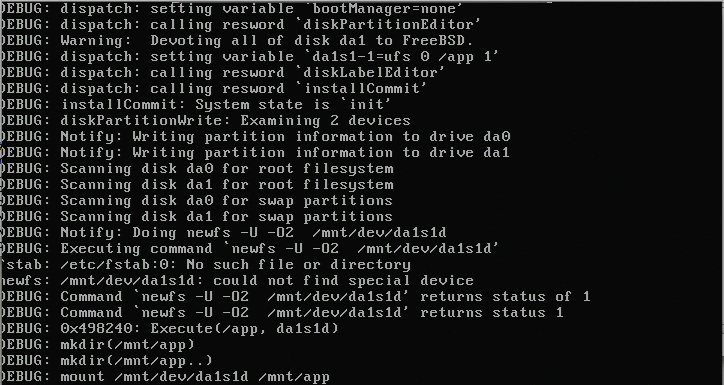 DEBUG: dispatch: setting variable `bootManager=none'
DEBUG: dispatch: calling resword `diskPartitionEditor'
DEBUG: Warning:  Devoting all of disk da1 to FreeBSD.
DEBUG: dispatch: setting variable `da1s1-1=ufs 0 /app 1'
DEBUG: dispatch: calling resword `diskLabelEditor'
DEBUG: dispatch: calling resword `installCommit'
DEBUG: installCommit: System state is `init'
DEBUG: diskPartitionWrite: Examining 2 devices
DEBUG: Notify: Writing partition information to drive da0
DEBUG: Notify: Writing partition information to drive da1
DEBUG: Scanning disk da0 for root filesystem
DEBUG: Scanning disk da1 for root filesystem
DEBUG: Scanning disk da0 for swap partitions
DEBUG: Scanning disk da1 for swap partitions
DEBUG: Notify: Doing newfs -U -O2  /mnt/dev/da1s1d
DEBUG: Executing command `newfs -U -O2  /mnt/dev/da1s1d'
fstab: /etc/fstab:0: No such file or directory
newfs: /mnt/dev/da1s1d: could not find special device
DEBUG: Command `newfs -U -O2  /mnt/dev/da1s1d' returns status of 1
DEBUG: Command `newfs -U -O2  /mnt/dev/da1s1d' returns status 1
DEBUG: 0x498240: Execute(/app, da1s1d)
DEBUG: mkdir(/mnt/app)
DEBUG: mkdir(/mnt/app..)
DEBUG: mount /mnt/dev/da1s1d /mnt/app